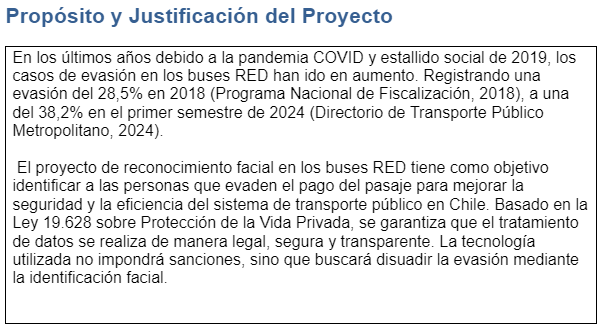 Propósito y Justificación del Proyecto
En los últimos años debido a la pandemia COVID y estallido social de 2019, los
casos de evasión en los buses RED han ido en aumento. Registrando una
evasión del 28,5% en 2018 (Programa Nacional de Fiscalización, 2018), a una
del 38,2% en el primer semestre de 2024 (Directorio de Transporte Público
Metropolitano, 2024).
El proyecto de reconocimiento facial en los buses RED tiene como objetivo
identificar a las personas que evaden el pago del pasaje para mejorar la
seguridad y la eficiencia del sistema de transporte público en Chile. Basado en la
Ley 19.628 sobre Protección de la Vida Privada, se garantiza que el tratamiento
de datos se realiza de manera legal, segura y transparente. La tecnología
utilizada no impondrá sanciones, sino que buscará disuadir la evasión mediante
la identificación facial.